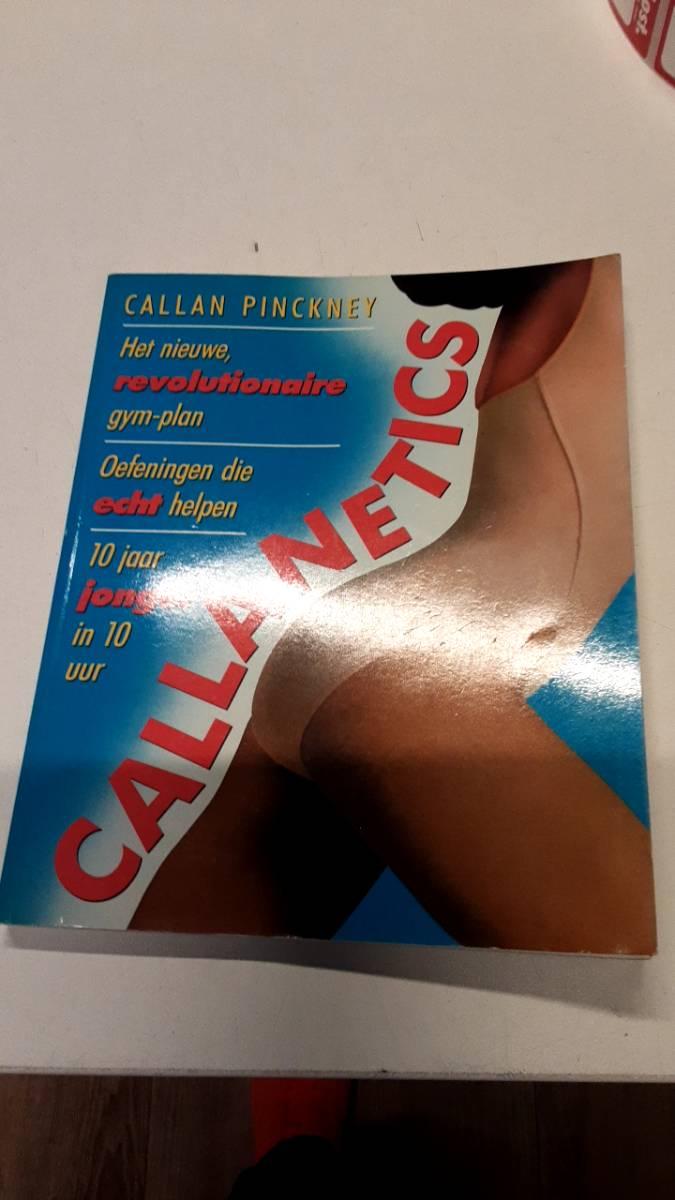 CALLAN PINCKNEY
Het nieuwe,
revolutionaire
gym-plan
Oefeningen die
echt helpen
10 jaar
in 10
uur
CALLANETICS